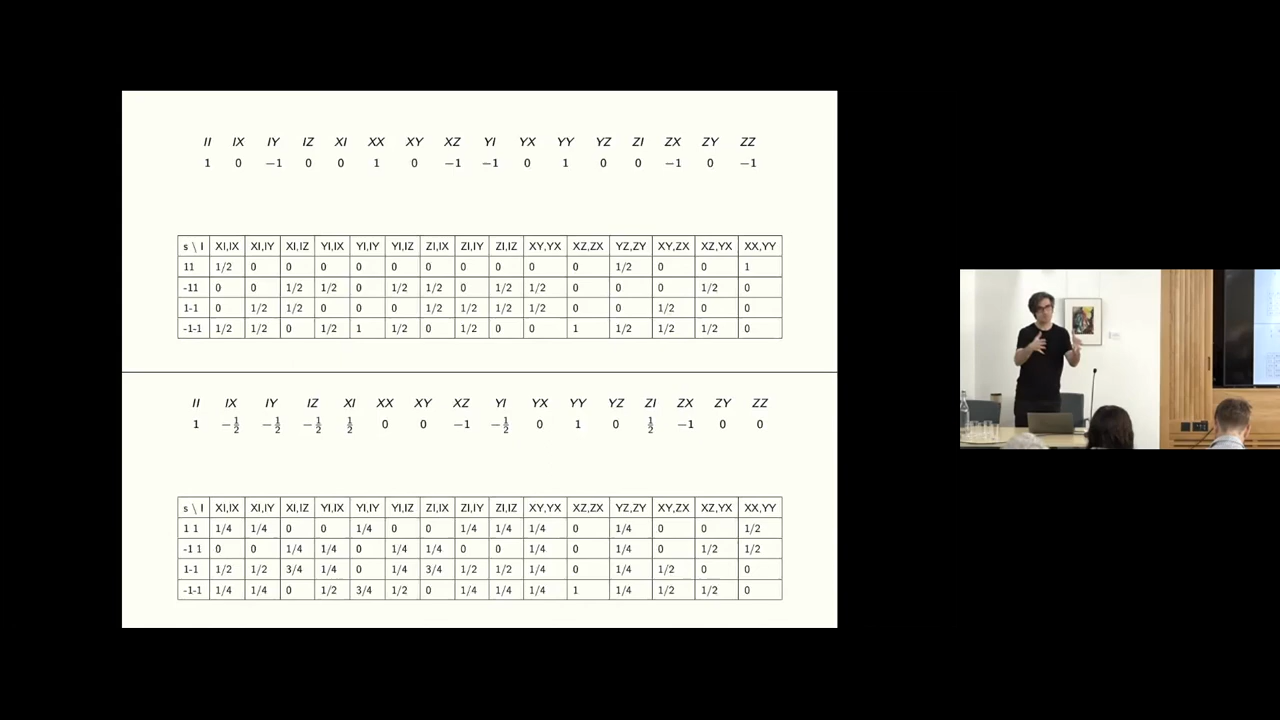 II IX IY IZ XI XX XY XZ YI YX YY YZ ZI ZX ZY ZZ
1 0 −1 0 0 1 0 −1 −1 0 1 0 0 −1 0 −1
s \ I XI,IX XI,IY XI,IZ YI,IX YI,IY YI,IZ ZI,IX ZI,IY ZI,IZ XY,YX XZ,ZX YZ,ZY XY,ZX XZ,YX XX,YY
11 1/2 0 0 0 0 0 0 0 0 0 0 1/2 0 0 1
-11 0 0 1/2 1/2 0 1/2 1/2 0 1/2 1/2 0 0 0 1/2 0
1-1 0 1/2 1/2 0 0 0 1/2 1/2 1/2 1/2 0 0 1/2 0 0
-1-1 1/2 1/2 0 1/2 1 1/2 0 1/2 0 0 1 1/2 1/2 1/2 0
II IX IY IZ XI XX XY XZ YI YX YY YZ ZI ZX ZY ZZ
1 −1/2 −1/2 −1/2 1/2 0 0 −1 −1/2 0 1 0 1/2 −1 0 0
s \ I XI,IX XI,IY XI,IZ YI,IX YI,IY YI,IZ ZI,IX ZI,IY ZI,IZ XY,YX XZ,ZX YZ,ZY XY,ZX XZ,YX XX,YY
1 1 1/4 1/4 0 0 1/4 0 0 1/4 1/4 1/4 0 1/4 0 0 1/2
-1 1 0 0 1/4 1/4 0 1/4 1/4 0 0 1/4 0 1/4 0 1/2 1/2
1-1 1/2 1/2 3/4 1/4 0 1/4 3/4 1/2 1/2 1/4 0 1/4 1/2 0 0
-1-1 1/4 1/4 0 1/2 3/4 1/2 0 1/4 1/4 1/4 1 1/4 1/2 1/2 0